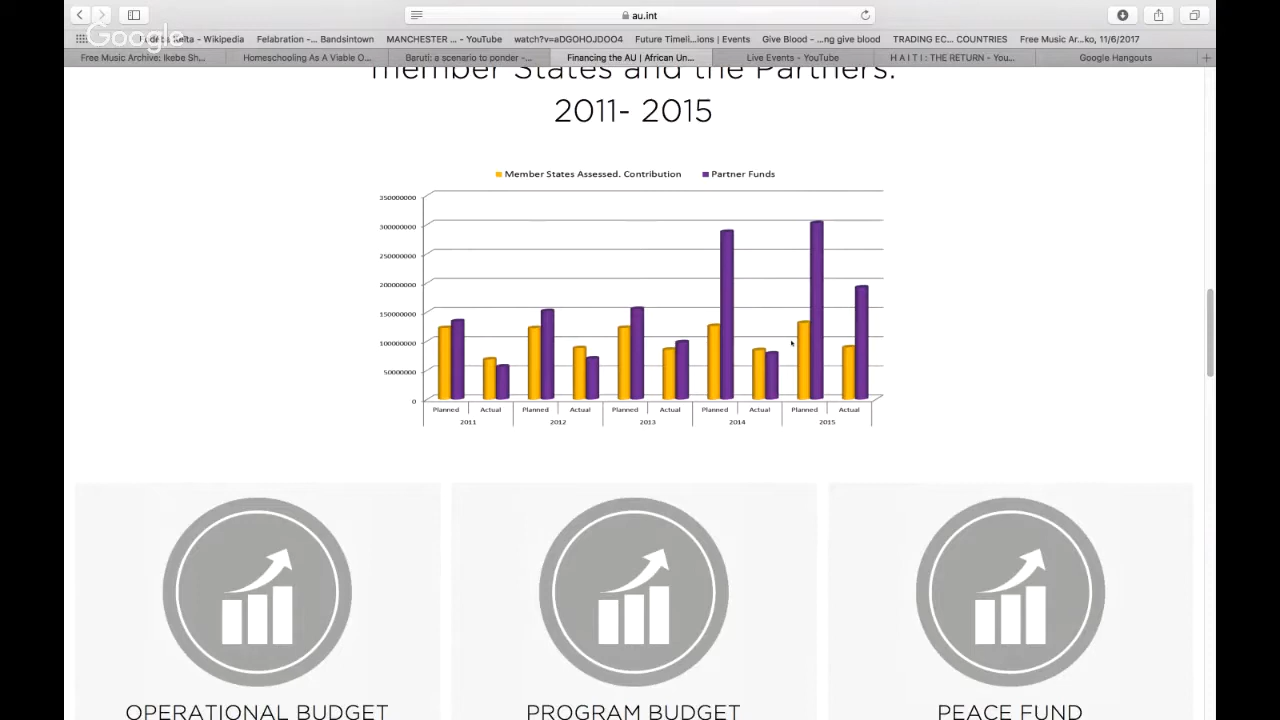 au.int
Google
Keita - Wikipedia
Felabration -... Bandsintown
MANCHESTER ... - YouTube
watch?v=aDGOHOJDOO4
Future Timeli...ions | Events
Give Blood – ...ng give blood
TRADING EC... COUNTRIES
Free Music Ar...ko, 11/6/2017
Free Music Archive: Ikebe Sh...
Homeschooling As A Viable O...
Baruti: a scenario to ponder -...
Financing the AU | African Un...
Live Events - YouTube
H A I T I : THE RETURN - You...
Google Hangouts
member States and the Partners:
2011- 2015
Member States Assessed. Contribution
Partner Funds
350000000
300000000
250000000
200000000
150000000
100000000
50000000
0
Planned Actual Planned Actual Planned Actual Planned Actual Planned Actual
2011 2012 2013 2014 2015
OPERATIONAL BUDGET
PROGRAM BUDGET
PEACE FUND